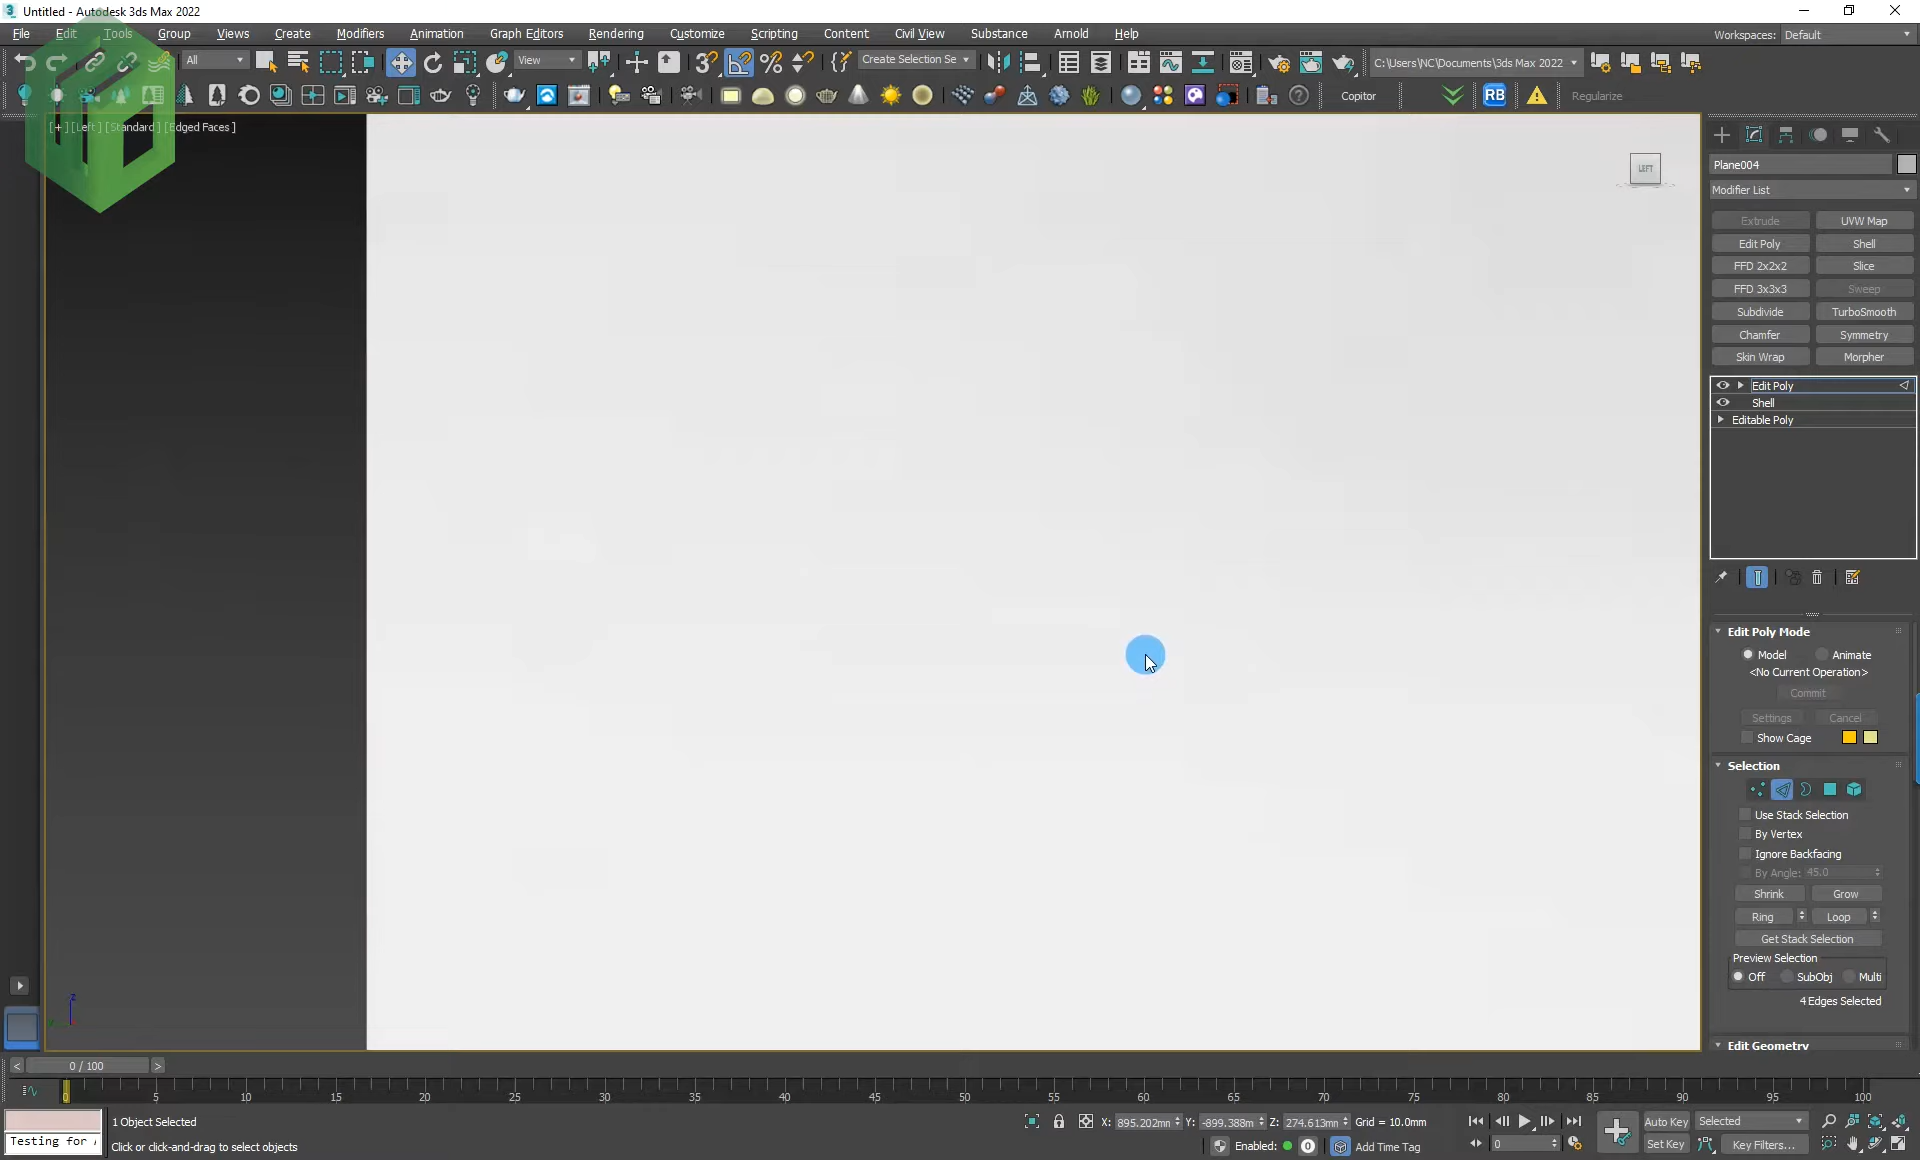 Untitled - Autodesk 3ds Max 2022
File Edit Tools Group Views Create Modifiers Animation Graph Editors Rendering Customize Scripting Content Civil View Substance Arnold Help
Workspaces: Default
All View Create Selection Se C:\Users\NC\Documents\3ds Max 2022
Copitor RB Regularize
[+] [Left] [Standard] [Edged Faces]
LEFT
Plane004
Modifier List
Extrude UVW Map
Edit Poly Shell
FFD 2x2x2 Slice
FFD 3x3x3 Sweep
Subdivide TurboSmooth
Chamfer Symmetry
Skin Wrap Morpher
Edit Poly
Shell
Editable Poly
Edit Poly Mode
Model Animate
<No Current Operation>
Commit
Settings Cancel
Show Cage
Selection
Use Stack Selection
By Vertex
Ignore Backfacing
By Angle: 45.0
Shrink Grow
Ring Loop
Get Stack Selection
Preview Selection
Off SubObj Multi
4 Edges Selected
Edit Geometry
z
0 / 100
0 5 10 15 20 25 30 35 40 45 50 55 60 65 70 75 80 85 90 95 100
1 Object Selected
X: 895.202mn Y: -899.388m Z: 274.613mn Grid = 10.0mm
Auto Key Selected
Testing for
Click or click-and-drag to select objects
Enabled: 0 Add Time Tag
0
Set Key Key Filters...